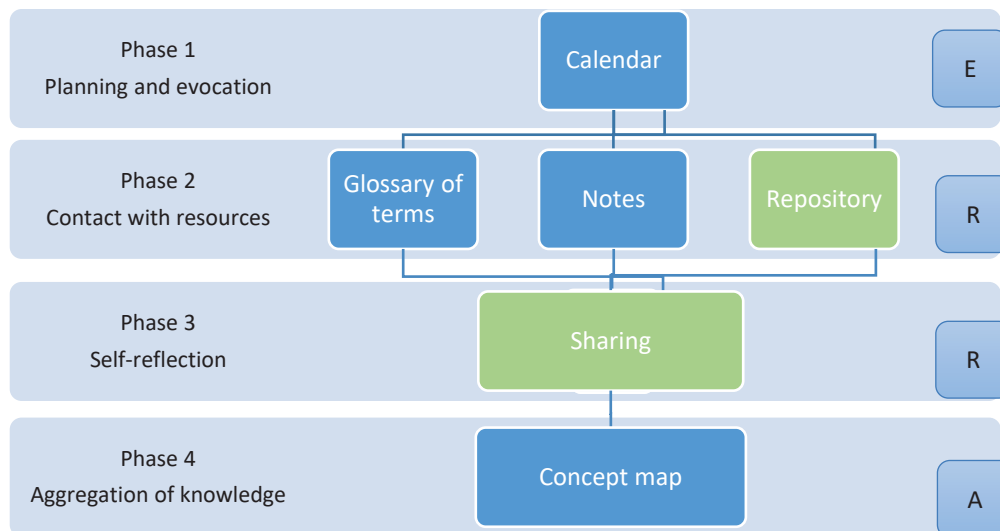 Phase 1
Planning and evocation
Calendar
E
Phase 2
Contact with resources
Glossary of
terms
Notes
Repository
R
Phase 3
Self-reflection
Sharing
R
Phase 4
Aggregation of knowledge
Concept map
A